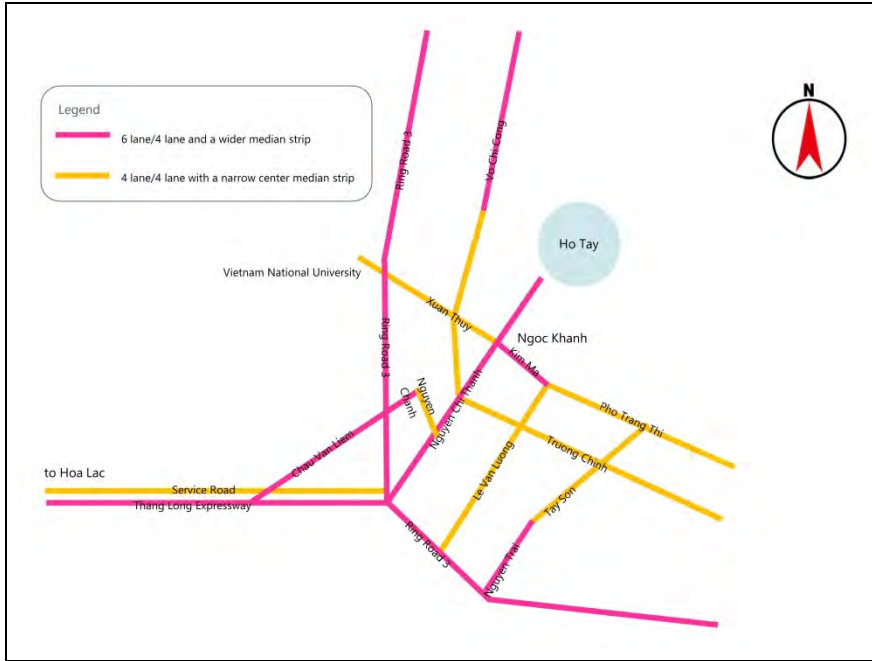 N
Legend
6 lane/4 lane and a wider median strip
4 lane/4 lane with a narrow center median strip
Ring Road 3
Vo Chi Cong
Ho Tay
Vietnam National University
Xuan Thuy
Ring Road 3
Ngoc Khanh
Kim Ma
Nguyen
Chanh
Nguyen Chi Thanh
Pho Trang Thi
Chau Van Liem
Truong Chinh
Le Van Luong
to Hoa Lac
Service Road
Thang Long Expressway
Tay Son
Ring Road 3
Nguyen Trai